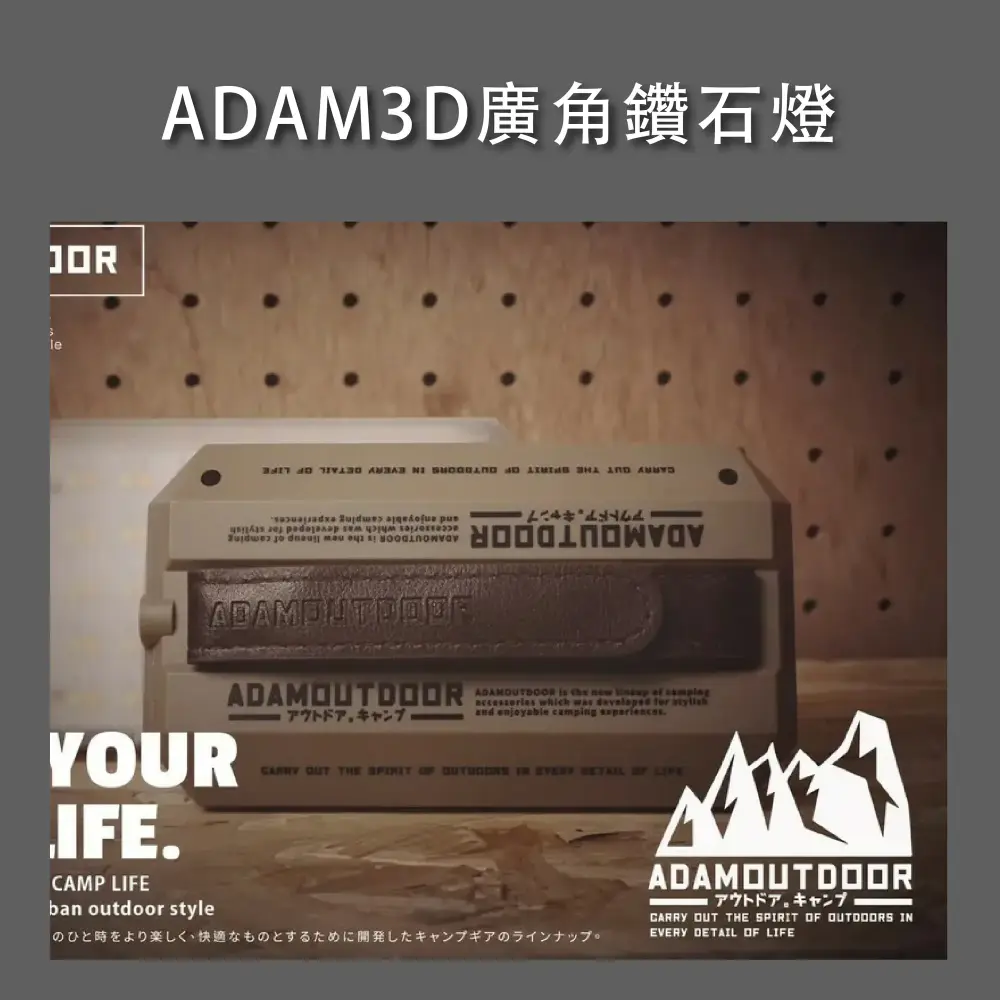 ADAM3D廣角鑽石燈
OOR
s
le
CARRY OUT THE SPIRIT OF OUTDOORS IN EVERY DETAIL OF LIFE
ADAMOUTDOOR
アウトドア。キャンプ
ADAMOUTDOOR is the new lineup of camping
accessories which was developed for stylish
and enjoyable camping experiences.
ADAMOUTDOOR
ADAMOUTDOOR
アウトドア。キャンプ
ADAMOUTDOOR is the new lineup of camping
accessories which was developed for stylish
and enjoyable camping experiences.
CARRY OUT THE SPIRIT OF OUTDOORS IN EVERY DETAIL OF LIFE
YOUR
LIFE.
CAMP LIFE
ban outdoor style
のひと時をより楽しく、快適なものとするために開発したキャンプギアのラインナップ。
ADAMOUTDOOR
アウトドア。キャンプ
CARRY OUT THE SPIRIT OF OUTDOORS IN
EVERY DETAIL OF LIFE